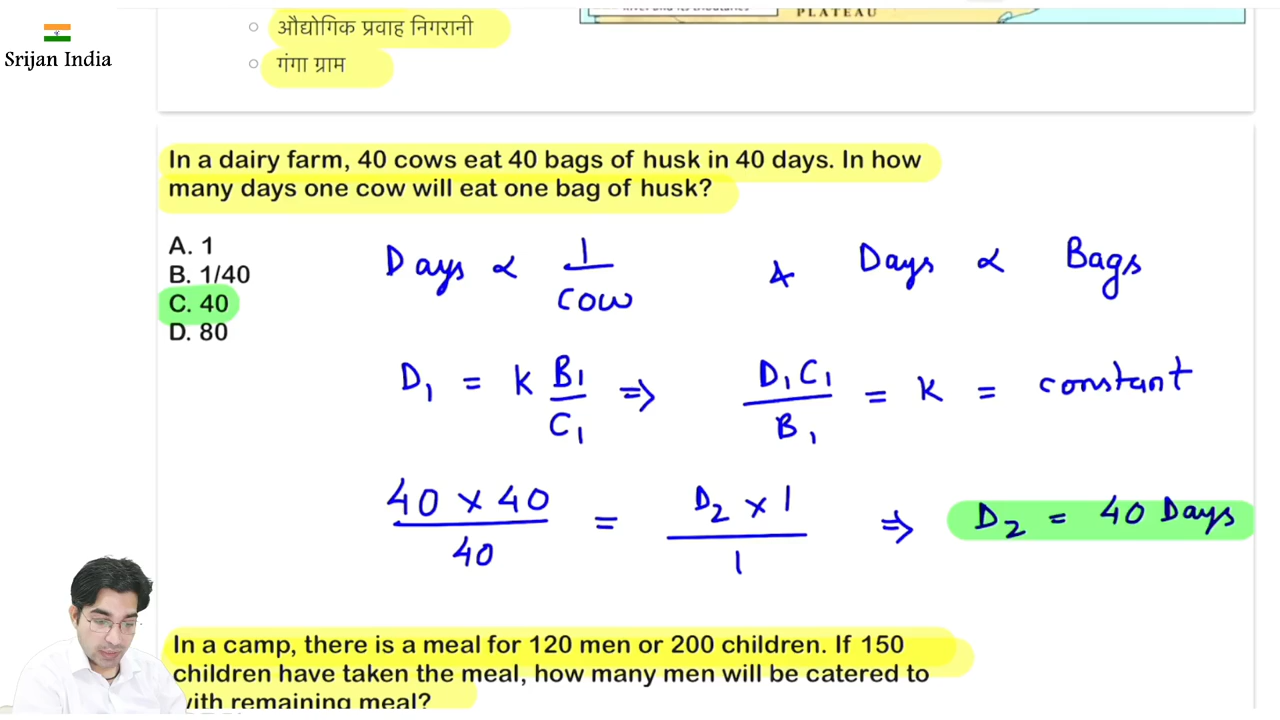 औद्योगिक प्रवाह निगरानी
PLATEAU
Srijan India
गंगा ग्राम
In a dairy farm, 40 cows eat 40 bags of husk in 40 days. In how
many days one cow will eat one bag of husk?
A. 1
B. 1/40
C. 40
D. 80
Days ∝ 1/cow & Days ∝ Bags
D₁ = K B₁/C₁ ⇒ D₁C₁/B₁ = K = constant
40 × 40/40 = D₂ × 1/1 ⇒ D₂ = 40 Days
In a camp, there is a meal for 120 men or 200 children. If 150
children have taken the meal, how many men will be catered to
with remaining meal?